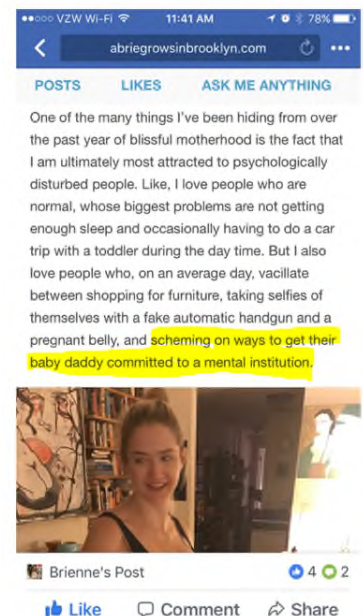 ●●○○○ VZW Wi-Fi 11:41 AM 78%
abriegrowsinbrooklyn.com
POSTS LIKES ASK ME ANYTHING
One of the many things I've been hiding from over
the past year of blissful motherhood is the fact that
I am ultimately most attracted to psychologically
disturbed people. Like, I love people who are
normal, whose biggest problems are not getting
enough sleep and occasionally having to do a car
trip with a toddler during the day time. But I also
love people who, on an average day, vacillate
between shopping for furniture, taking selfies of
themselves with a fake automatic handgun and a
pregnant belly, and scheming on ways to get their
baby daddy committed to a mental institution.
Brienne's Post 4 2
Like Comment Share